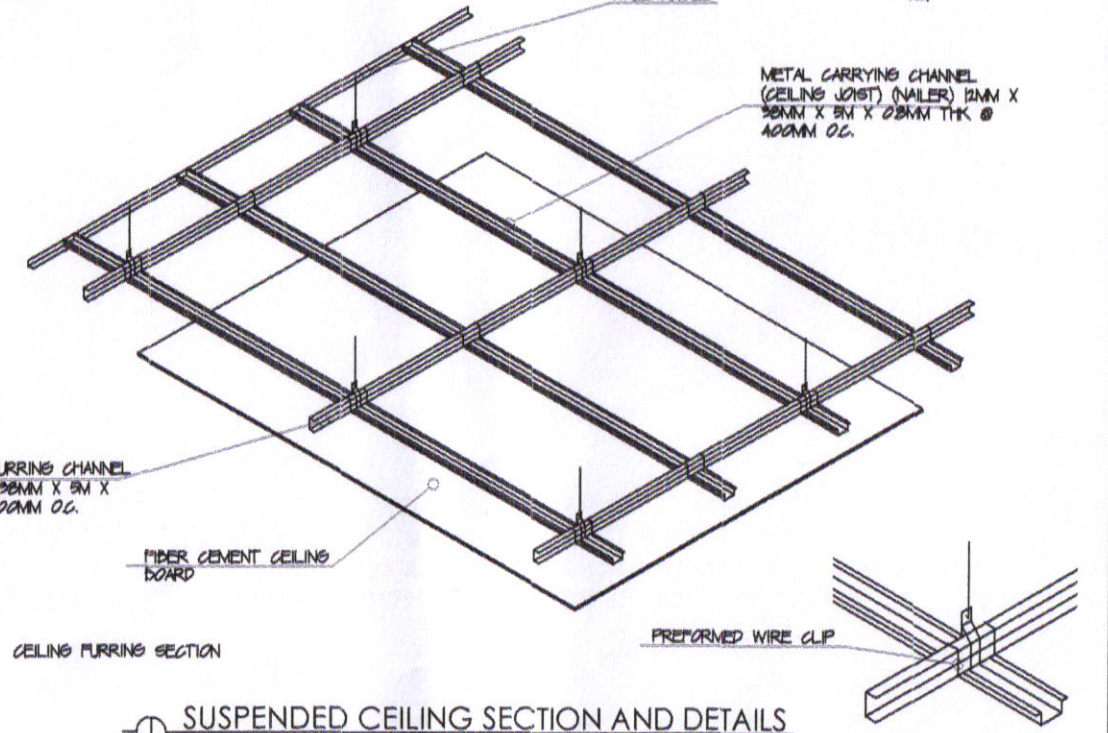 METAL CARRYING CHANNEL
(CEILING JOIST) (NAILER) 12MM X
38MM X 5M X 0.8MM THK @
400MM O.C.
URRING CHANNEL
38MM X 5M X
00MM O.C.
FIBER CEMENT CEILING
BOARD
CEILING FURRING SECTION
PREFORMED WIRE CLIP
SUSPENDED CEILING SECTION AND DETAILS